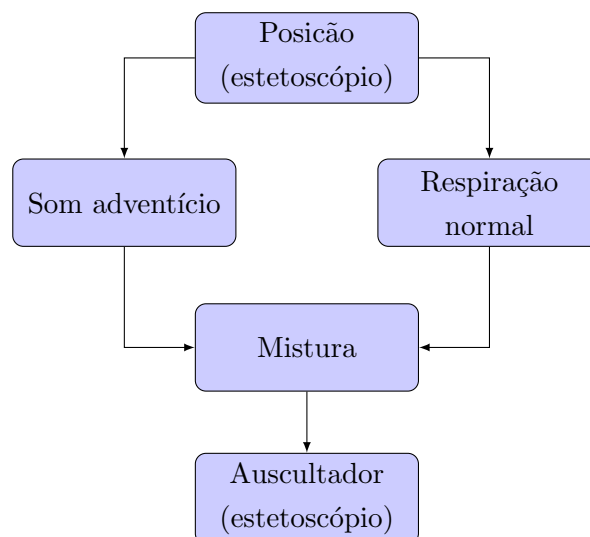 Posicão
(estetoscópio)
Som adventício
Respiração
normal
Mistura
Auscultador
(estetoscópio)